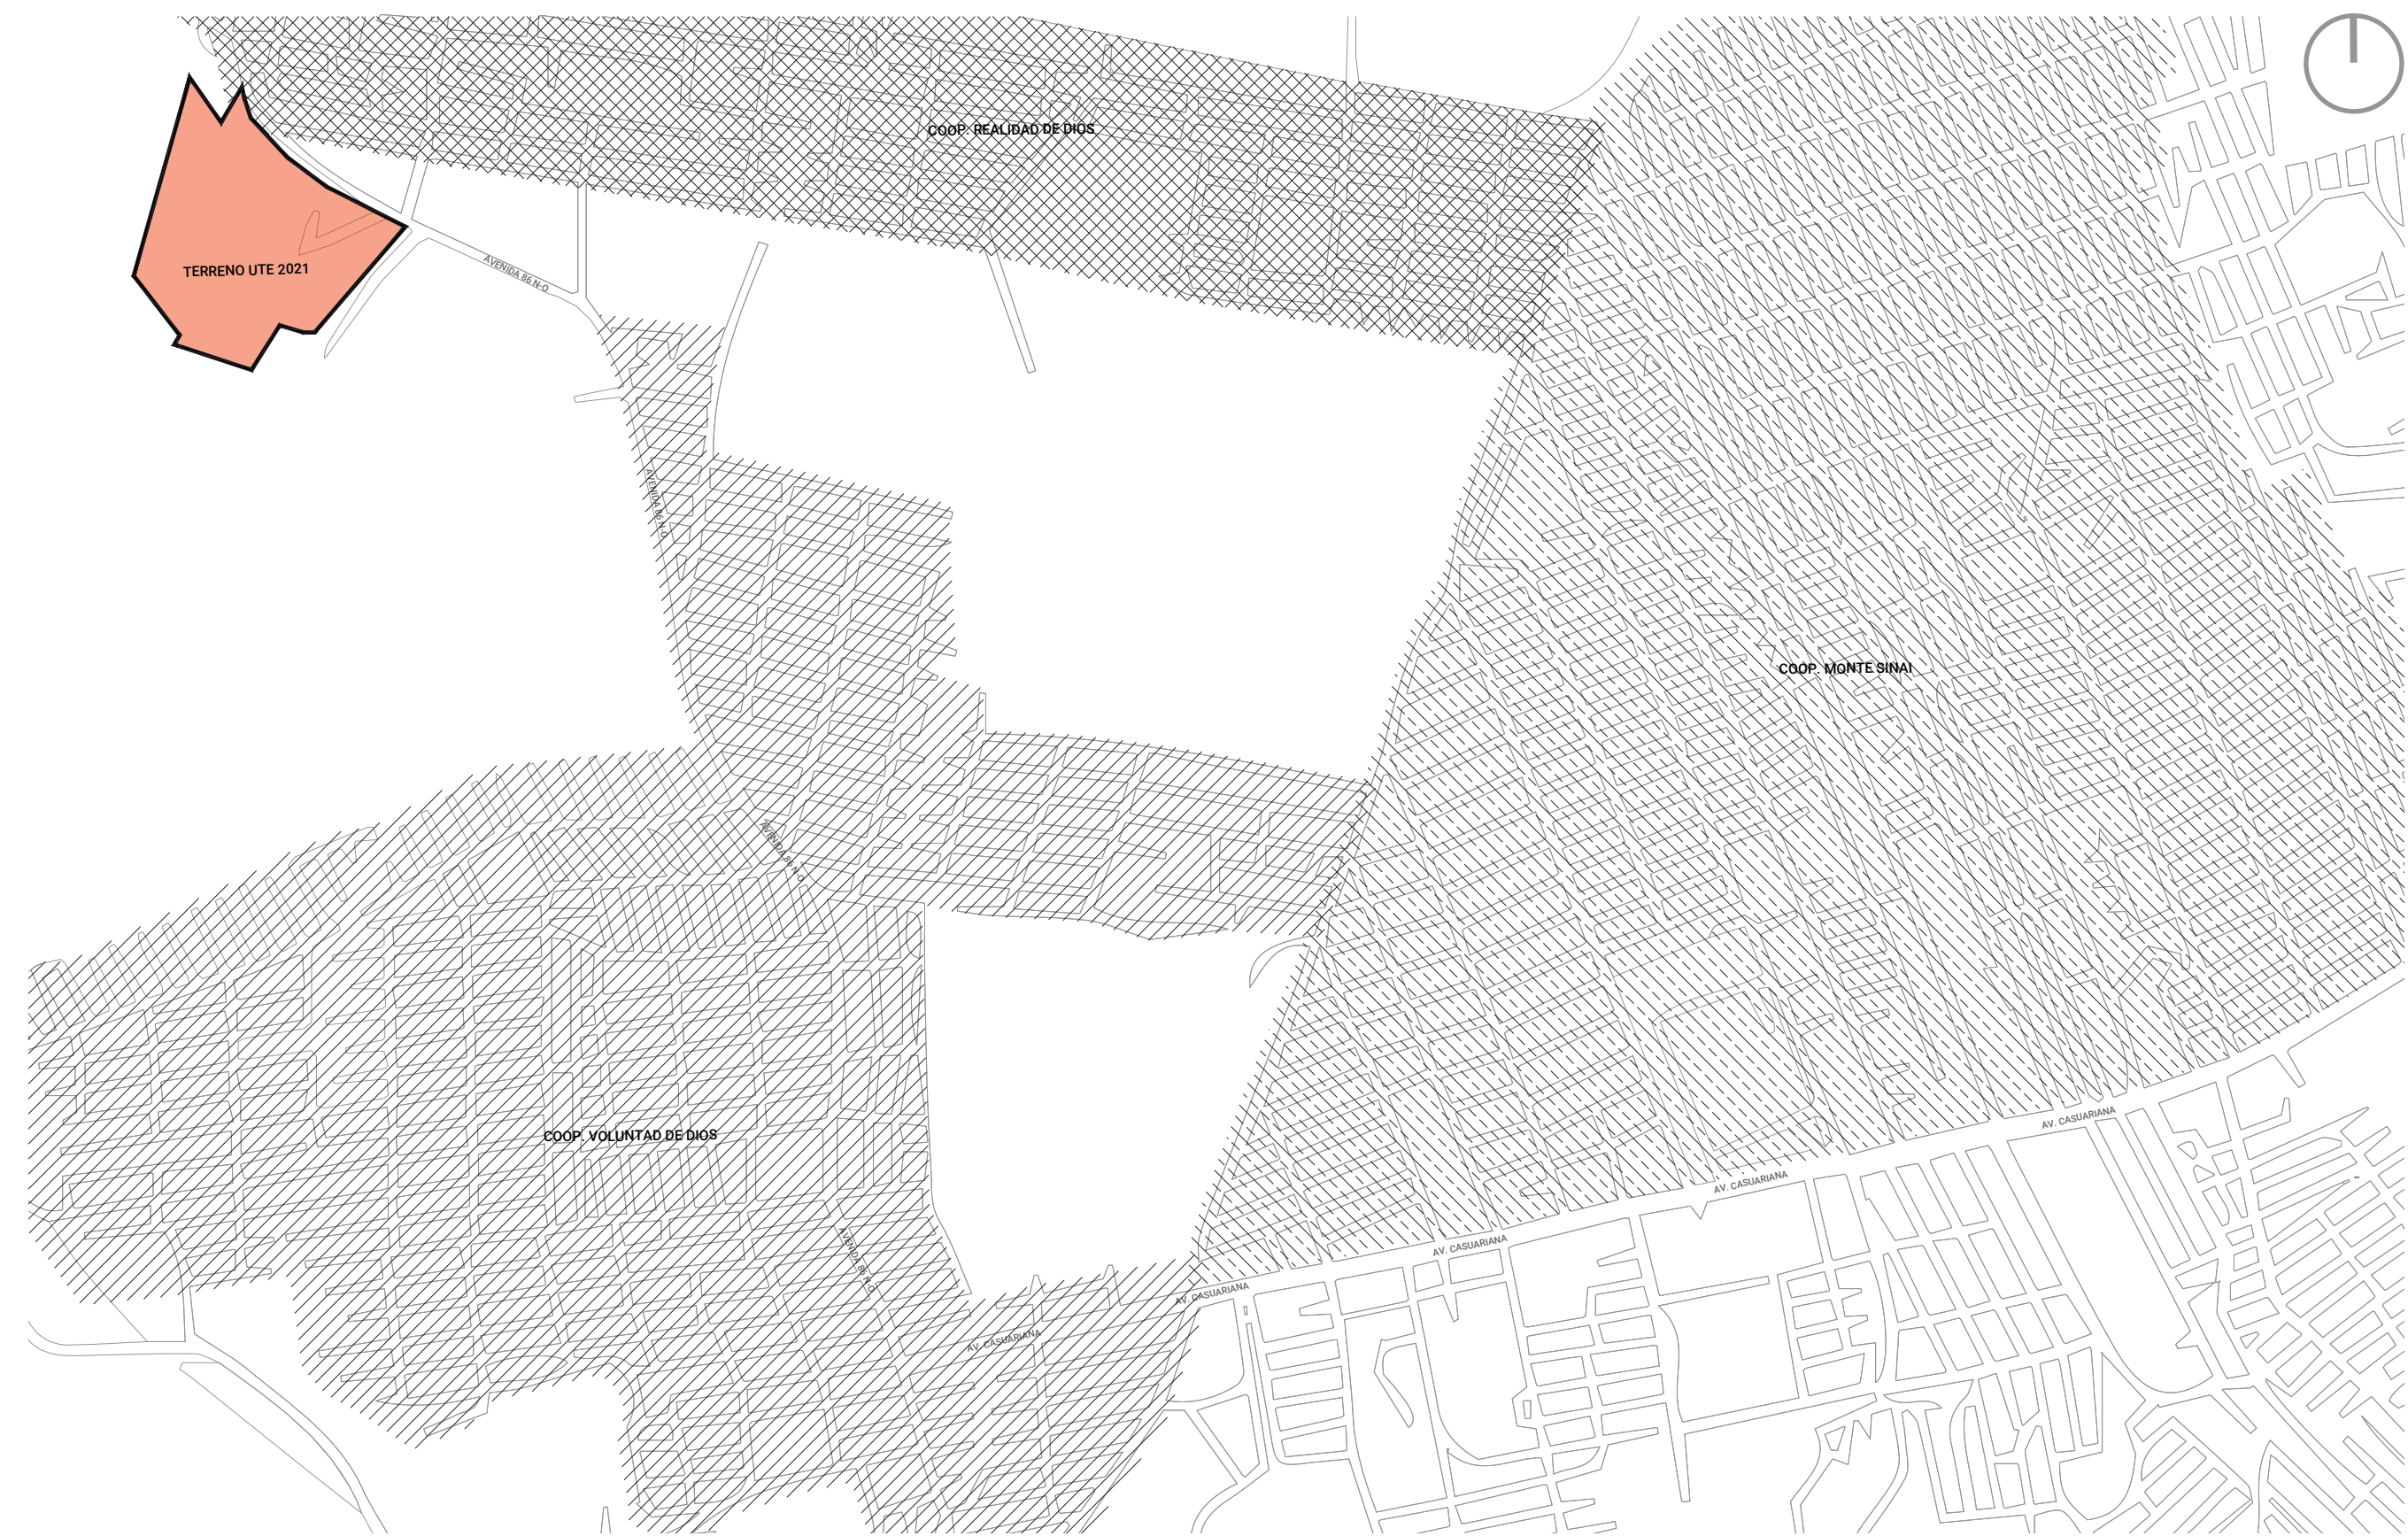 COOP. REALIDAD DE DIOS
TERRENO UTE 2021
AVENIDA 86 N-O
AVENIDA 86 N-O
COOP. MONTE SINAI
AVENIDA 86 N-O
COOP. VOLUNTAD DE DIOS
AV. CASUARIANA
AV. CASUARIANA
AVENIDA 86 N-O
AV. CASUARIANA
AV. CASUARIANA
AV. CASUARIANA